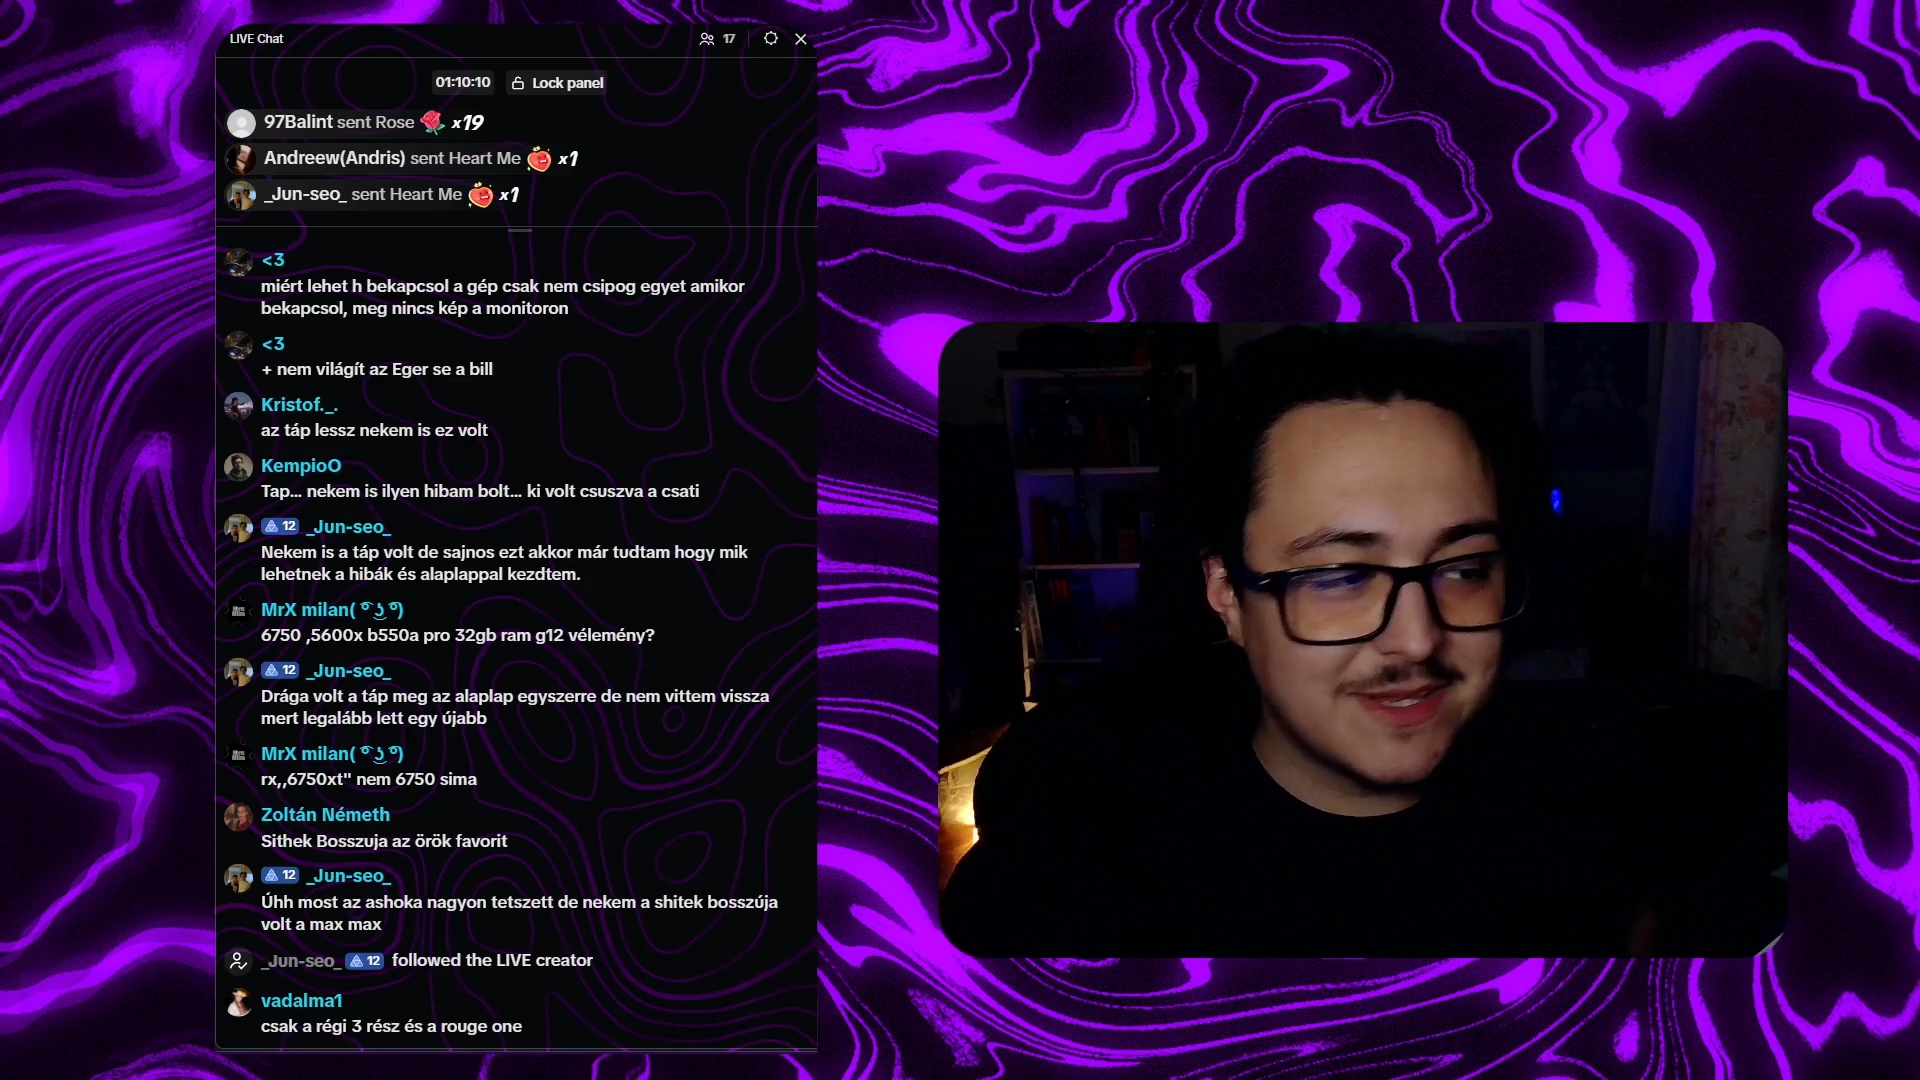 LIVE Chat
17
01:10:10
Lock panel
97Balint sent Rose x19
Andreew(Andris) sent Heart Me x1
_Jun-seo_ sent Heart Me x1
<3
miért lehet h bekapcsol a gép csak nem csipog egyet amikor
bekapcsol, meg nincs kép a monitoron
<3
+ nem világít az Eger se a bill
Kristof._.
az táp lessz nekem is ez volt
KempioO
Tap... nekem is ilyen hibam bolt... ki volt csuszva a csati
12 _Jun-seo_
Nekem is a táp volt de sajnos ezt akkor már tudtam hogy mik
lehetnek a hibák és alaplappal kezdtem.
MrX milan( ͡° ͜ʖ ͡°)
6750 ,5600x b550a pro 32gb ram g12 vélemény?
12 _Jun-seo_
Drága volt a táp meg az alaplap egyszerre de nem vittem vissza
mert legalább lett egy újabb
MrX milan( ͡° ͜ʖ ͡°)
rx,,6750xt" nem 6750 sima
Zoltán Németh
Sithek Bosszuja az örök favorit
12 _Jun-seo_
Úhh most az ashoka nagyon tetszett de nekem a shitek bosszúja
volt a max max
_Jun-seo_ 12 followed the LIVE creator
vadalma1
csak a régi 3 rész és a rouge one